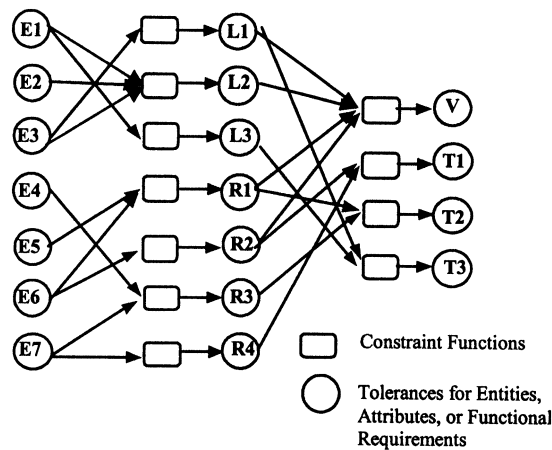 E1
L1
E2
L2
V
E3
L3
T1
E4
R1
T2
E5
R2
T3
E6
R3
E7
R4
Constraint Functions
Tolerances for Entities,
Attributes, or Functional
Requirements